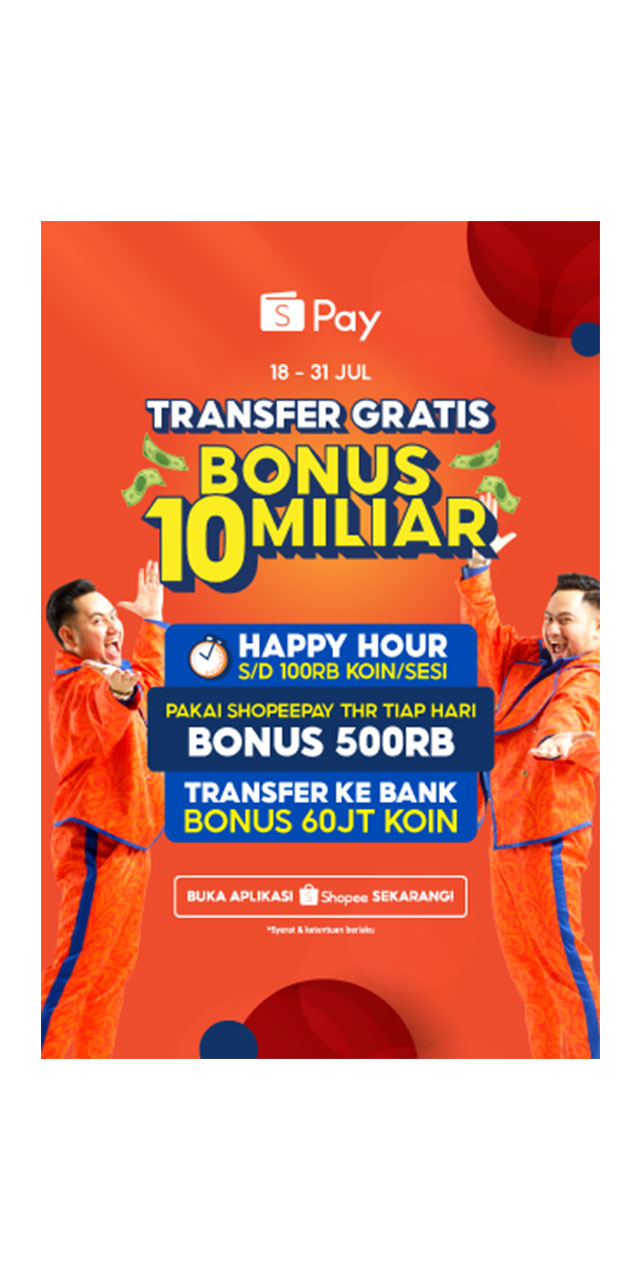 S Pay
18 - 31 JUL
TRANSFER GRATIS
BONUS
10 MILIAR
HAPPY HOUR
S/D 100RB KOIN/SESI
PAKAI SHOPEEPAY THR TIAP HARI
BONUS 500RB
TRANSFER KE BANK
BONUS 60JT KOIN
BUKA APLIKASI S Shopee SEKARANG!
*Syarat & ketentuan berlaku